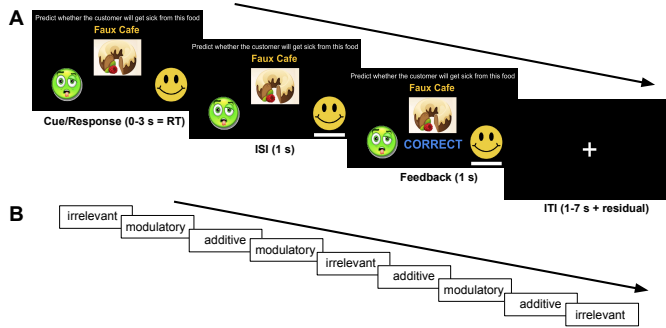 A
Predict whether the customer will get sick from this food
Faux Cafe
Cue/Response (0-3 s = RT)
Predict whether the customer will get sick from this food
Faux Cafe
ISI (1 s)
Predict whether the customer will get sick from this food
Faux Cafe
CORRECT
Feedback (1 s)
+
ITI (1-7 s + residual)
B
irrelevant
modulatory
additive
modulatory
irrelevant
additive
modulatory
additive
irrelevant